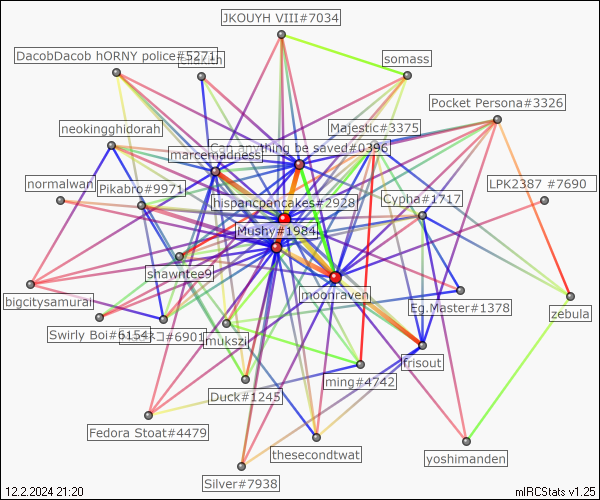 JKOUYH VIII#7034
DacobDacob hORNY police#5271
somass
Pocket Persona#3326
neokingghidorah
Majestic#3375
Can anything be saved#0396
marcemadness
normalwan
Pikabro#9971
LPK2387 #7690
Cypha#1717
hispancpancakes#2928
Mushy#1984
shawntee9
moonraven
bigcitysamurai
Eg.Master#1378
zebula
Swirly Boi#6154
#6901
mukszi
frisout
ming#4742
Duck#1245
Fedora Stoat#4479
thesecondtwat
yoshimanden
Silver#7938
12.2.2024 21:20
mIRCStats v1.25